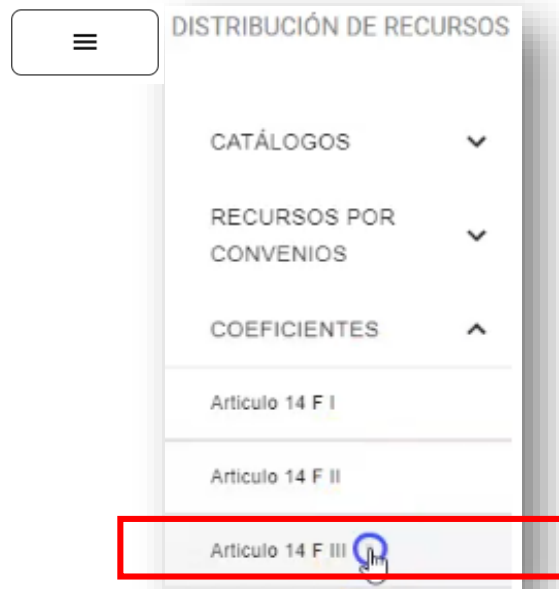 DISTRIBUCIÓN DE RECURSOS
CATÁLOGOS
RECURSOS POR
CONVENIOS
COEFICIENTES
Articulo 14 F I
Articulo 14 F II
Articulo 14 F III